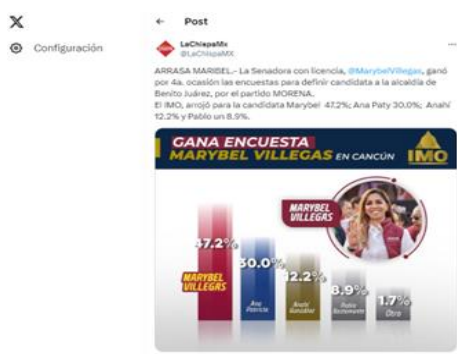 Post
Configuración
LaChispaMx
@LaChispaMX
ARRASA MARIBEL.- La Senadora con licencia, @MarybelVillegas, ganó
por 4a. ocasión las encuestas para definir candidata a la alcaldía de
Benito Juárez, por el partido MORENA.
El IMO, arrojó para la candidata Marybel 47.2%; Ana Paty 30.0%; Anahí
12.2% y Pablo un 8.9%.
GANA ENCUESTA
MARYBEL VILLEGAS EN CANCÚN
IMO
MARYBEL
VILLEGAS
47.2%
30.0%
12.2%
8.9%
1.7%
MARYBEL
VILLEGAS
Ana
Patricia
Anahí
González
Pablo
Bustamante
Otro